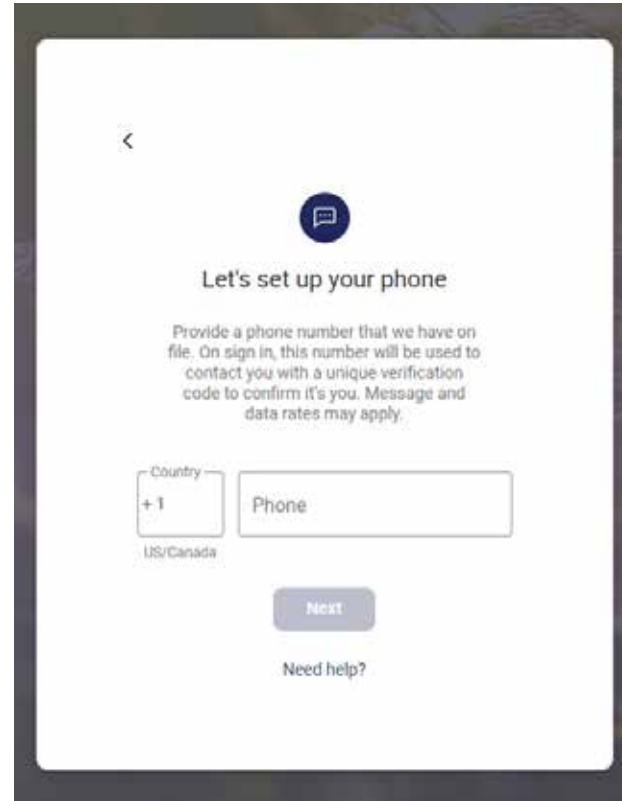 Let's set up your phone
Provide a phone number that we have on
file. On sign in, this number will be used to
contact you with a unique verification
code to confirm it's you. Message and
data rates may apply.
Country
+ 1
Phone
US/Canada
Next
Need help?